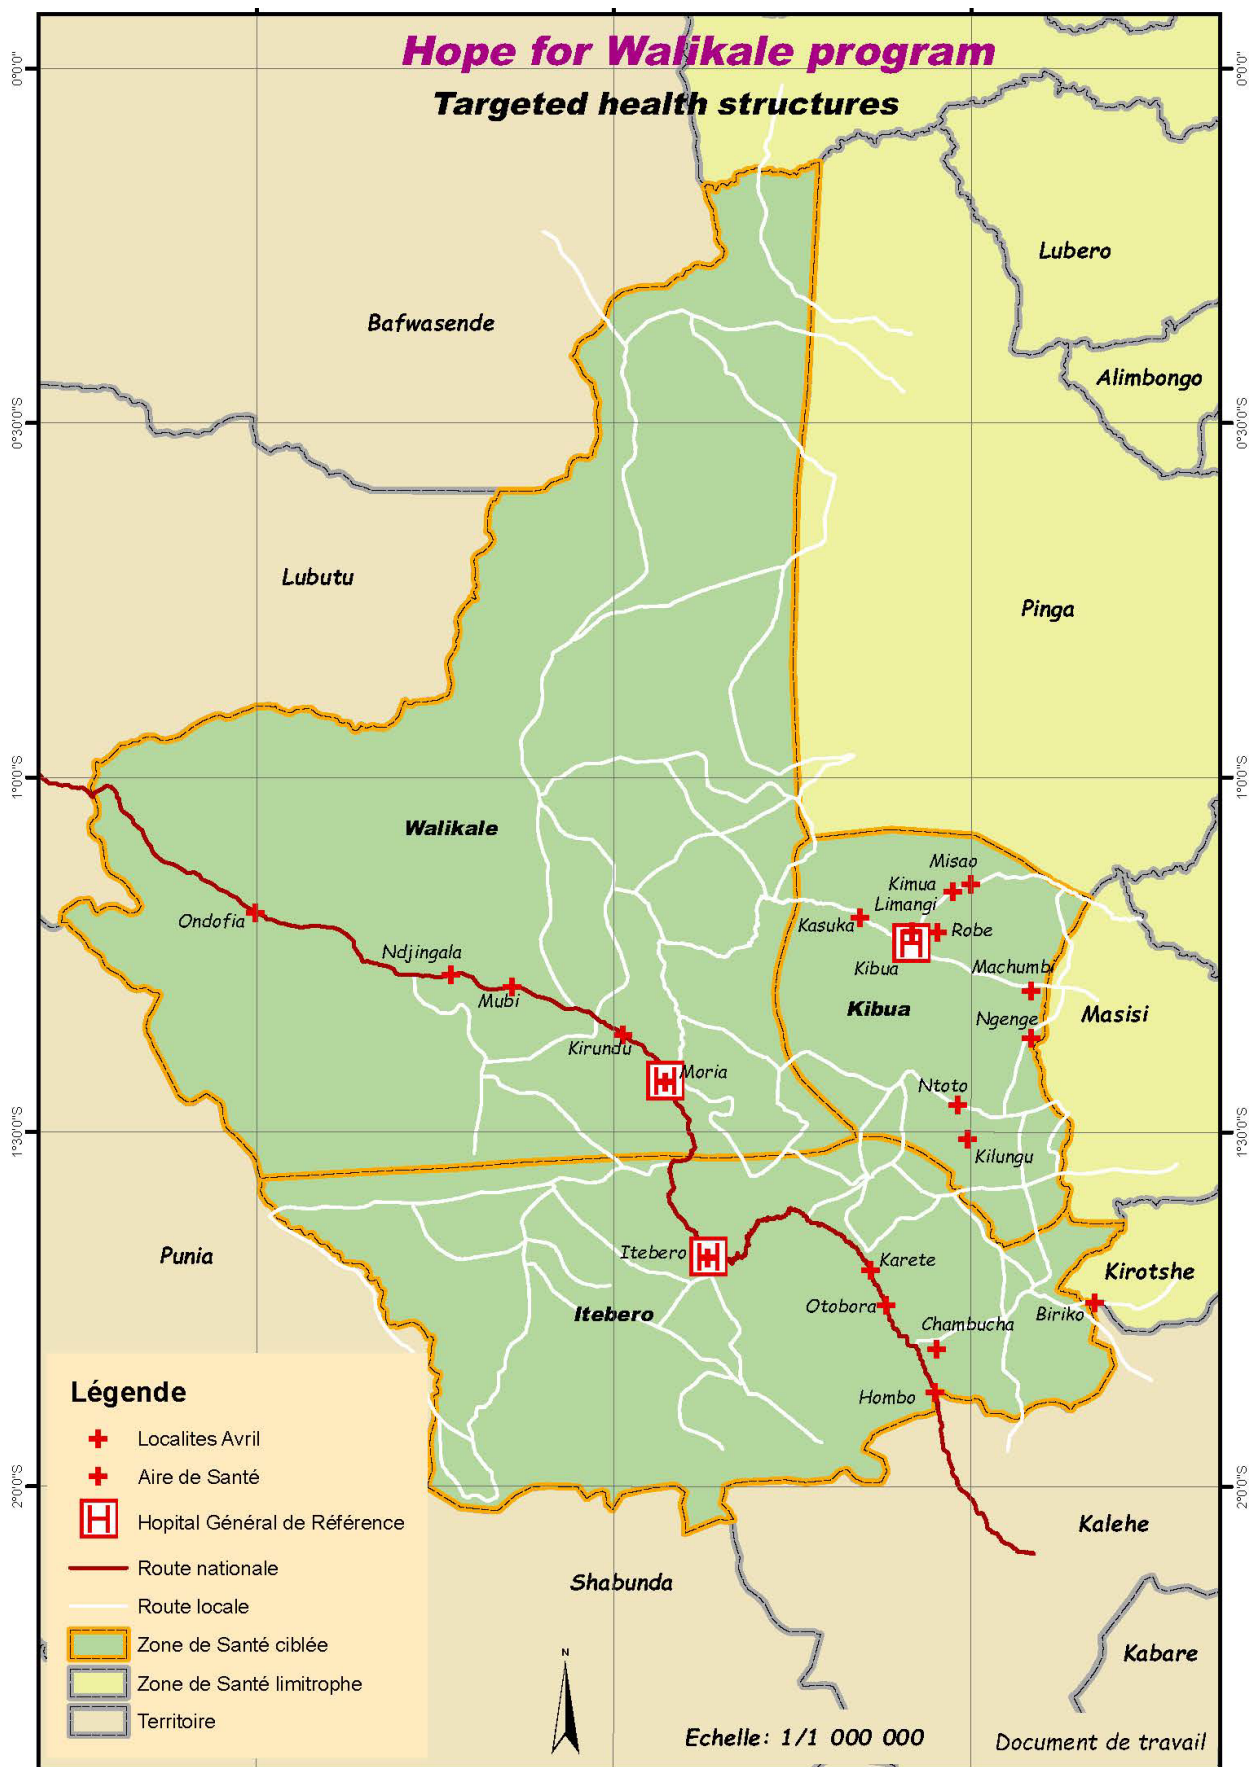 Hope for Walikale program
Targeted health structures
0°0'0"
0°0'0"
Lubero
Bafwasende
Alimbongo
0°30'0"S
0°30'0"S
Lubutu
Pinga
1°0'0"S
1°0'0"S
Walikale
Misao
Kimua
Limangi
Ondofia
Kasuka
Robe
Ndjingala
Kibua
Machumbi
Mubi
Kibua
Ngenge
Masisi
Kirundu
Moria
Ntoto
1°30'0"S
1°30'0"S
Kilungu
Punia
Itebero
Karete
Kirotshe
Otobora
Itebero
Chambucha
Biriko
Hombo
Légende
Localites Avril
Aire de Santé
Hopital Général de Référence
Route nationale
Route locale
Zone de Santé ciblée
Zone de Santé limitrophe
Territoire
2°0'0"S
2°0'0"S
Kalehe
Shabunda
Kabare
N
Echelle: 1/1 000 000
Document de travail